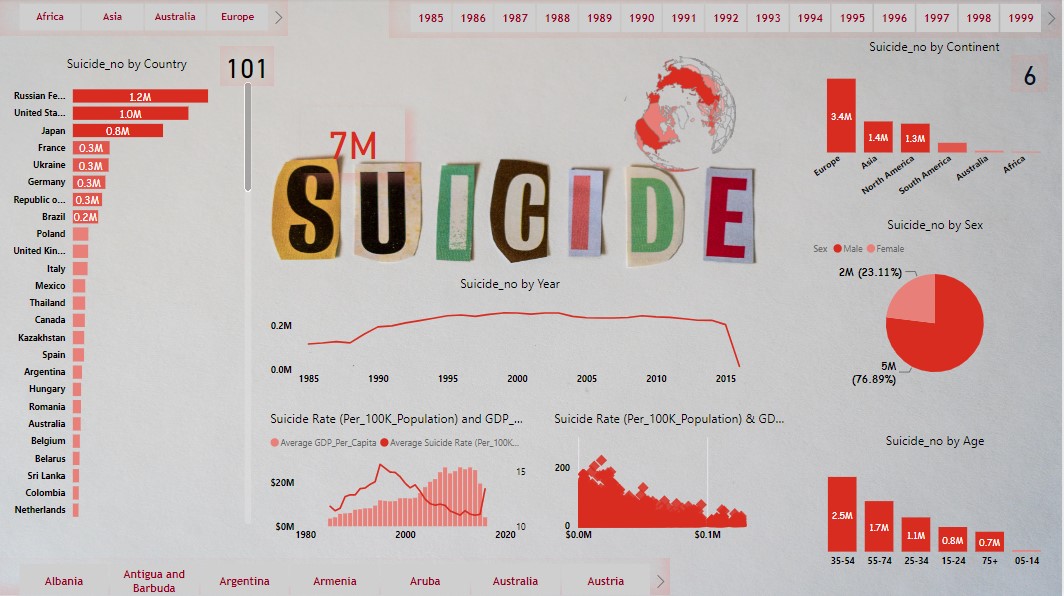 Africa Asia Australia Europe
1985 1986 1987 1988 1989 1990 1991 1992 1993 1994 1995 1996 1997 1998 1999
Suicide_no by Country
101
Russian Fe... 1.2M
United Sta... 1.0M
Japan 0.8M
France 0.3M
Ukraine 0.3M
Germany 0.3M
Republic o... 0.3M
Brazil 0.2M
Poland
United Kin...
Italy
Mexico
Thailand
Canada
Kazakhstan
Spain
Argentina
Hungary
Romania
Australia
Belgium
Belarus
Sri Lanka
Colombia
Netherlands
7M
SUICIDE
Suicide_no by Year
0.2M
0.0M
1985 1990 1995 2000 2005 2010 2015
Suicide Rate (Per_100K_Population) and GDP_...
Average GDP_Per_Capita Average Suicide Rate (Per_100K...
$20M
$0M
15
10
1980 2000 2020
Suicide Rate (Per_100K_Population) & GD...
200
0
$0.0M $0.1M
Suicide_no by Continent
6
3.4M 1.4M 1.3M
Europe Asia North America South America Australia Africa
Suicide_no by Sex
Sex Male Female
2M (23.11%)
5M
(76.89%)
Suicide_no by Age
2.5M 1.7M 1.1M 0.8M 0.7M
35-54 55-74 25-34 15-24 75+ 05-14
Albania Antigua and Argentina Armenia Aruba Australia Austria
Barbuda